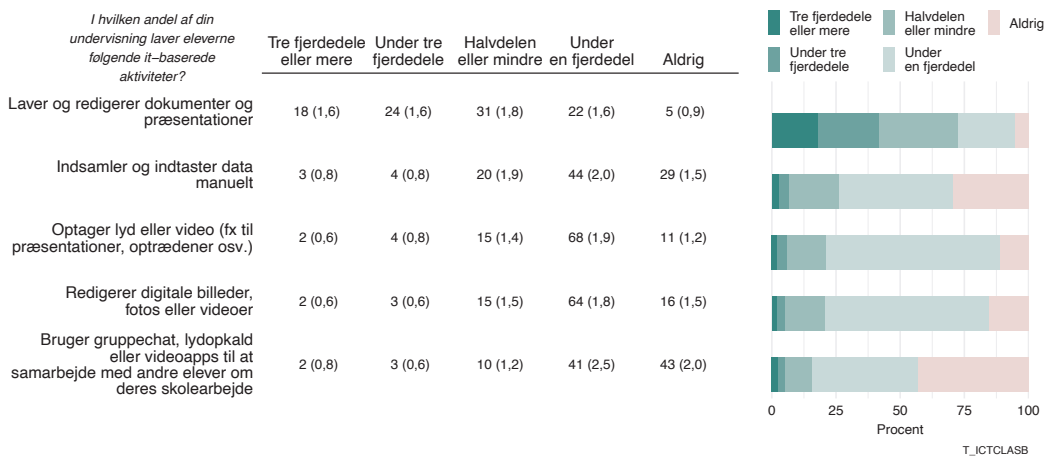 I hvilken andel af din
undervisning laver eleverne
følgende it–baserede
aktiviteter?
Tre fjerdedele
eller mere
Under tre
fjerdedele
Halvdelen
eller mindre
Under
en fjerdedel
Aldrig
Laver og redigerer dokumenter og
præsentationer
18 (1,6) 24 (1,6) 31 (1,8) 22 (1,6) 5 (0,9)
Indsamler og indtaster data
manuelt
3 (0,8) 4 (0,8) 20 (1,9) 44 (2,0) 29 (1,5)
Optager lyd eller video (fx til
præsentationer, optrædener osv.)
2 (0,6) 4 (0,8) 15 (1,4) 68 (1,9) 11 (1,2)
Redigerer digitale billeder,
fotos eller videoer
2 (0,6) 3 (0,6) 15 (1,5) 64 (1,8) 16 (1,5)
Bruger gruppechat, lydopkald
eller videoapps til at
samarbejde med andre elever om
deres skolearbejde
2 (0,8) 3 (0,6) 10 (1,2) 41 (2,5) 43 (2,0)
Tre fjerdedele
eller mere
Under tre
fjerdedele
Halvdelen
eller mindre
Under
en fjerdedel
Aldrig
0 25 50 75 100
Procent
T_ICTCLASB